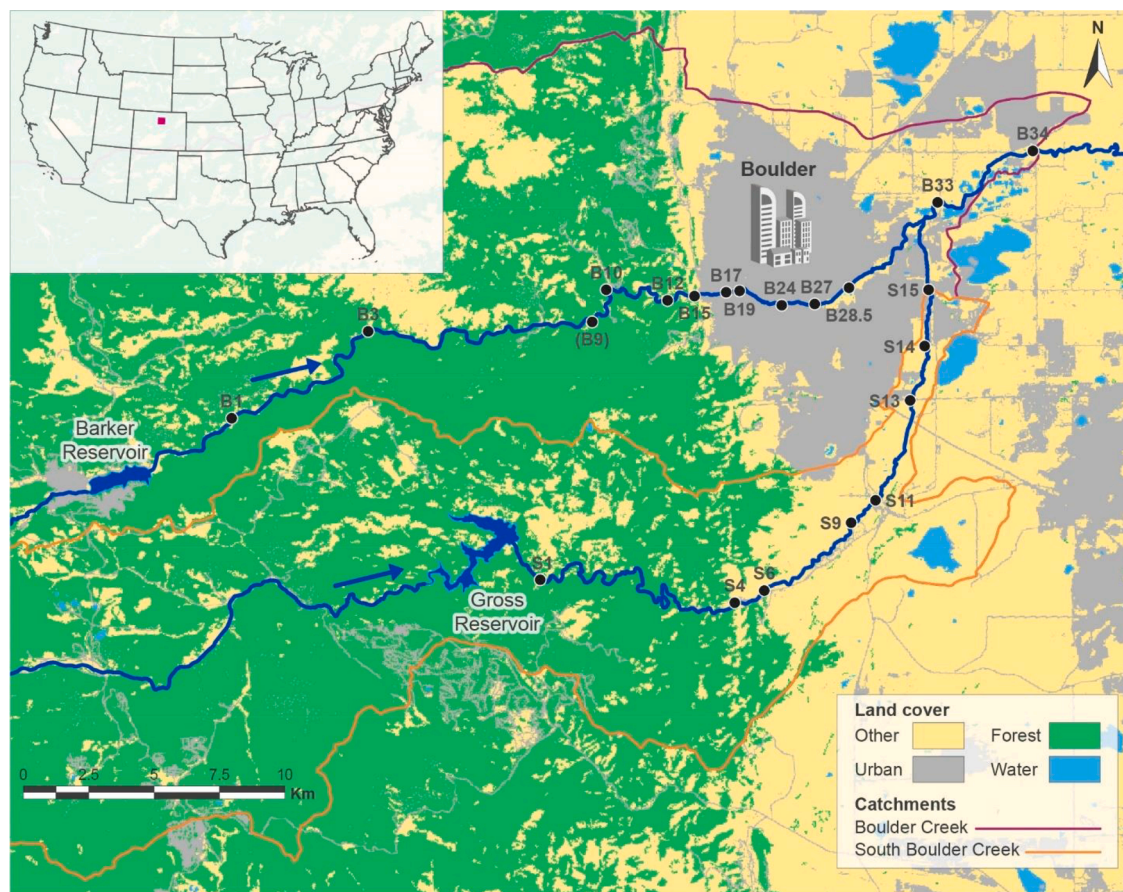 N
B34
Boulder
B33
B10
B12
B17
B15
B19
B24
B27
B28.5
S15
(B9)
B3
S14
S13
B1
Barker
Reservoir
S11
S9
S1
S4
S6
Gross
Reservoir
0 2.5 5 7.5 10
Km
Land cover
Other
Forest
Urban
Water
Catchments
Boulder Creek
South Boulder Creek